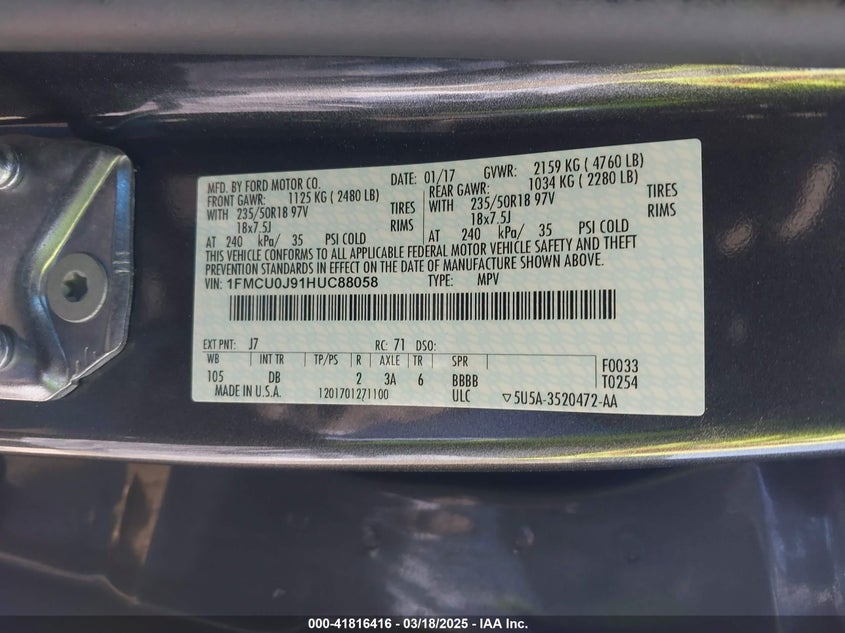 MFD. BY FORD MOTOR CO. DATE: 01/17 GVWR: 2159 KG ( 4760 LB)
FRONT GAWR: 1125 KG ( 2480 LB) REAR GAWR: 1034 KG ( 2280 LB)
WITH 235/50R18 97V TIRES WITH 235/50R18 97V TIRES
18x7.5J RIMS 18x7.5J RIMS
AT 240 kPa/ 35 PSI COLD AT 240 kPa/ 35 PSI COLD
THIS VEHICLE CONFORMS TO ALL APPLICABLE FEDERAL MOTOR VEHICLE SAFETY AND THEFT
PREVENTION STANDARDS IN EFFECT ON THE DATE OF MANUFACTURE SHOWN ABOVE.
VIN: 1FMCU0J91HUC88058 TYPE: MPV
EXT PNT: J7 RC: 71 DSO:
WB INT TR TP/PS R AXLE TR SPR F0033
105 DB 2 3A 6 BBBB T0254
MADE IN U.S.A. 1201701271100 ULC ▽5U5A-3520472-AA
000-41816416 — 03/18/2025 — IAA Inc.